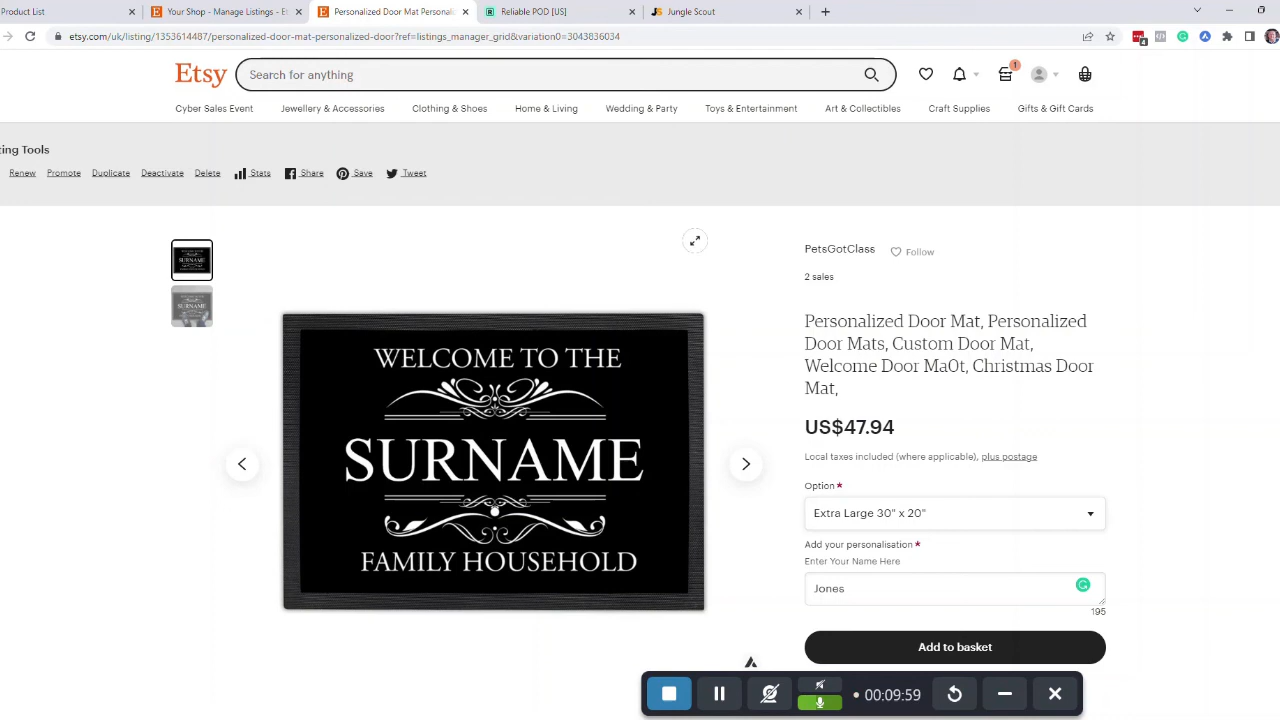 Product List
Your Shop - Manage Listings - Et
Personalized Door Mat Personali
Reliable POD [US]
Jungle Scout
etsy.com/uk/listing/1353614487/personalized-door-mat-personalized-door?ref=listings_manager_grid&variation0=3043836034
4
Etsy
Search for anything
1
Cyber Sales Event
Jewellery & Accessories
Clothing & Shoes
Home & Living
Wedding & Party
Toys & Entertainment
Art & Collectibles
Craft Supplies
Gifts & Gift Cards
ting Tools
Renew
Promote
Duplicate
Deactivate
Delete
Stats
Share
Save
Tweet
WELCOME TO THE
SURNAME
FAMILY HOUSEHOLD
PetsGotClass
Follow
2 sales
Personalized Door Mat, Personalized
Door Mats, Custom Door Mat,
Welcome Door Ma0t, Christmas Door
Mat,
US$47.94
Local taxes included (where applicable), plus postage
Option *
Extra Large 30" x 20"
Add your personalisation *
Enter Your Name Here
Jones
195
Add to basket
00:09:59